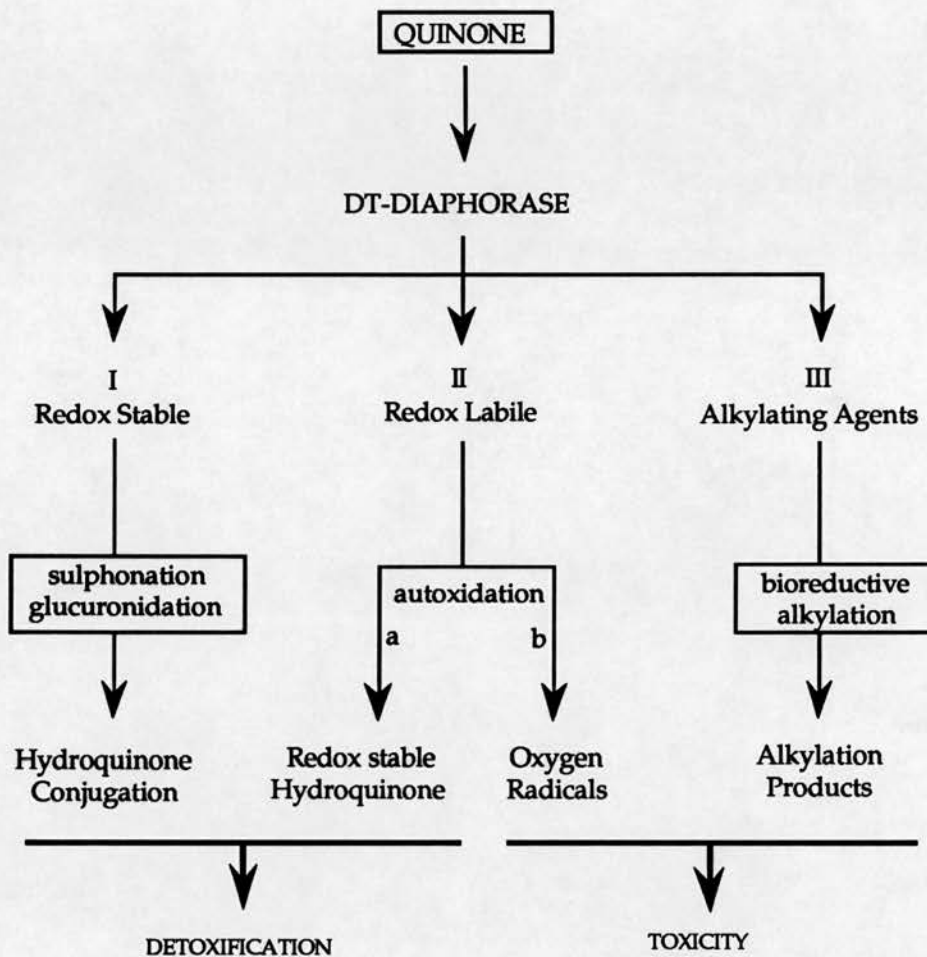 QUINONE
DT-DIAPHORASE
I
Redox Stable
II
Redox Labile
III
Alkylating Agents
sulphonation
glucuronidation
autoxidation
a
b
bioreductive
alkylation
Hydroquinone
Conjugation
Redox stable
Hydroquinone
Oxygen
Radicals
Alkylation
Products
DETOXIFICATION
TOXICITY